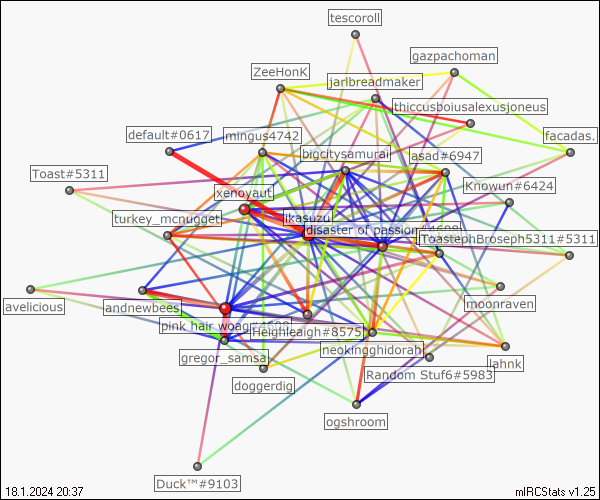 tescoroll
gazpachoman
ZeeHonK
jarlbreadmaker
thiccusboiusalexusjoneus
default#0617
mingus4742
facadas.
bigcitysamurai
asad#6947
Toast#5311
Knowun#6424
xenoyaut
turkey_mcnugget
ikasuzu
disaster of passion
ToastephBroseph5311#5311
avelicious
andnewbees
moonraven
pink hair woag
Heighleaigh#8575
neokingghidorah
gregor_samsa
lahnk
Random Stuf6#5983
doggerdig
ogshroom
Duck™#9103
18.1.2024 20:37
mIRCStats v1.25